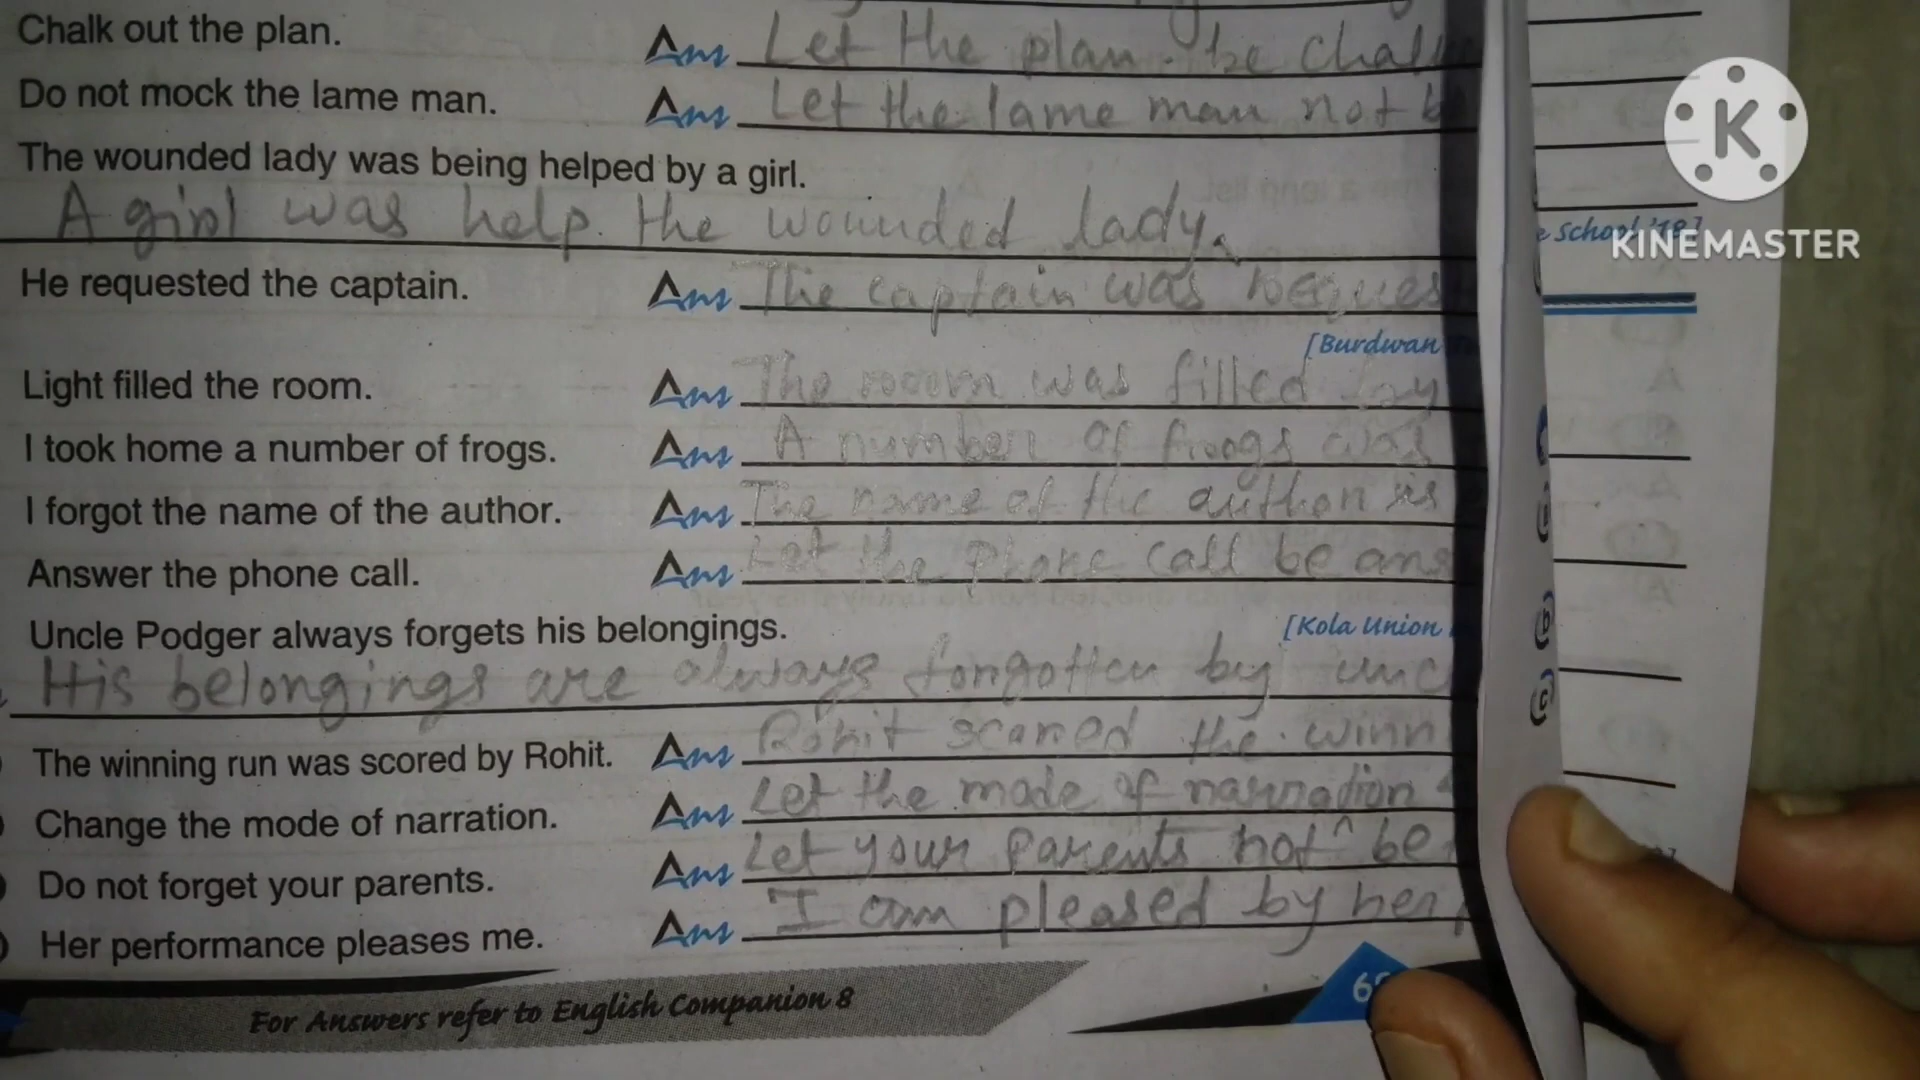 Chalk out the plan. Ans Let the plan. be
Do not mock the lame man. Ans Let the lame man not
The wounded lady was being helped by a girl.
A girl was help. the wounded lady.
e School '18]
KINEMASTER
He requested the captain. Ans The captain was
[Burdwan
Light filled the room. Ans The room was filled by
I took home a number of frogs. Ans A number of frogs was
I forgot the name of the author. Ans The name of the author is
Answer the phone call. Ans Let the phone call be
Uncle Podger always forgets his belongings.
[Kola Union
His belongings are always forgotten by
The winning run was scored by Rohit. Ans Rohit scored the.
Change the mode of narration. Ans Let the mode of narration
Do not forget your parents. Ans Let your parents not be
Her performance pleases me. Ans I am pleased by her
For Answers refer to English Companion 8
(b)
(c)